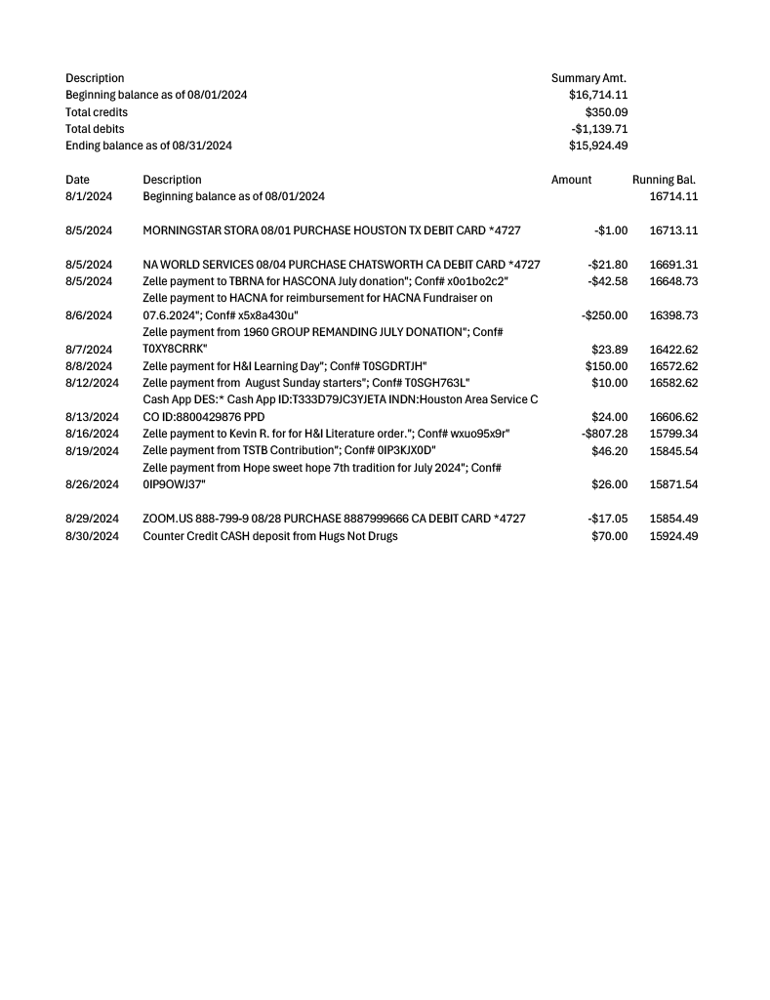 Description Summary Amt.
Beginning balance as of 08/01/2024 $16,714.11
Total credits $350.09
Total debits -$1,139.71
Ending balance as of 08/31/2024 $15,924.49
Date Description Amount Running Bal.
8/1/2024 Beginning balance as of 08/01/2024 16714.11
8/5/2024 MORNINGSTAR STORA 08/01 PURCHASE HOUSTON TX DEBIT CARD *4727 -$1.00 16713.11
8/5/2024 NA WORLD SERVICES 08/04 PURCHASE CHATSWORTH CA DEBIT CARD *4727 -$21.80 16691.31
8/5/2024 Zelle payment to TBRNA for HASCONA July donation"; Conf# x0o1bo2c2" -$42.58 16648.73
Zelle payment to HACNA for reimbursement for HACNA Fundraiser on
8/6/2024 07.6.2024"; Conf# x5x8a430u" -$250.00 16398.73
Zelle payment from 1960 GROUP REMANDING JULY DONATION"; Conf#
8/7/2024 T0XY8CRRK" $23.89 16422.62
8/8/2024 Zelle payment for H&I Learning Day"; Conf# T0SGDRTJH" $150.00 16572.62
8/12/2024 Zelle payment from  August Sunday starters"; Conf# T0SGH763L" $10.00 16582.62
Cash App DES:* Cash App ID:T333D79JC3YJETA INDN:Houston Area Service C
8/13/2024 CO ID:8800429876 PPD $24.00 16606.62
8/16/2024 Zelle payment to Kevin R. for for H&I Literature order."; Conf# wxuo95x9r" -$807.28 15799.34
8/19/2024 Zelle payment from TSTB Contribution"; Conf# 0IP3KJX0D" $46.20 15845.54
Zelle payment from Hope sweet hope 7th tradition for July 2024"; Conf#
8/26/2024 0IP9OWJ37" $26.00 15871.54
8/29/2024 ZOOM.US 888-799-9 08/28 PURCHASE 8887999666 CA DEBIT CARD *4727 -$17.05 15854.49
8/30/2024 Counter Credit CASH deposit from Hugs Not Drugs $70.00 15924.49